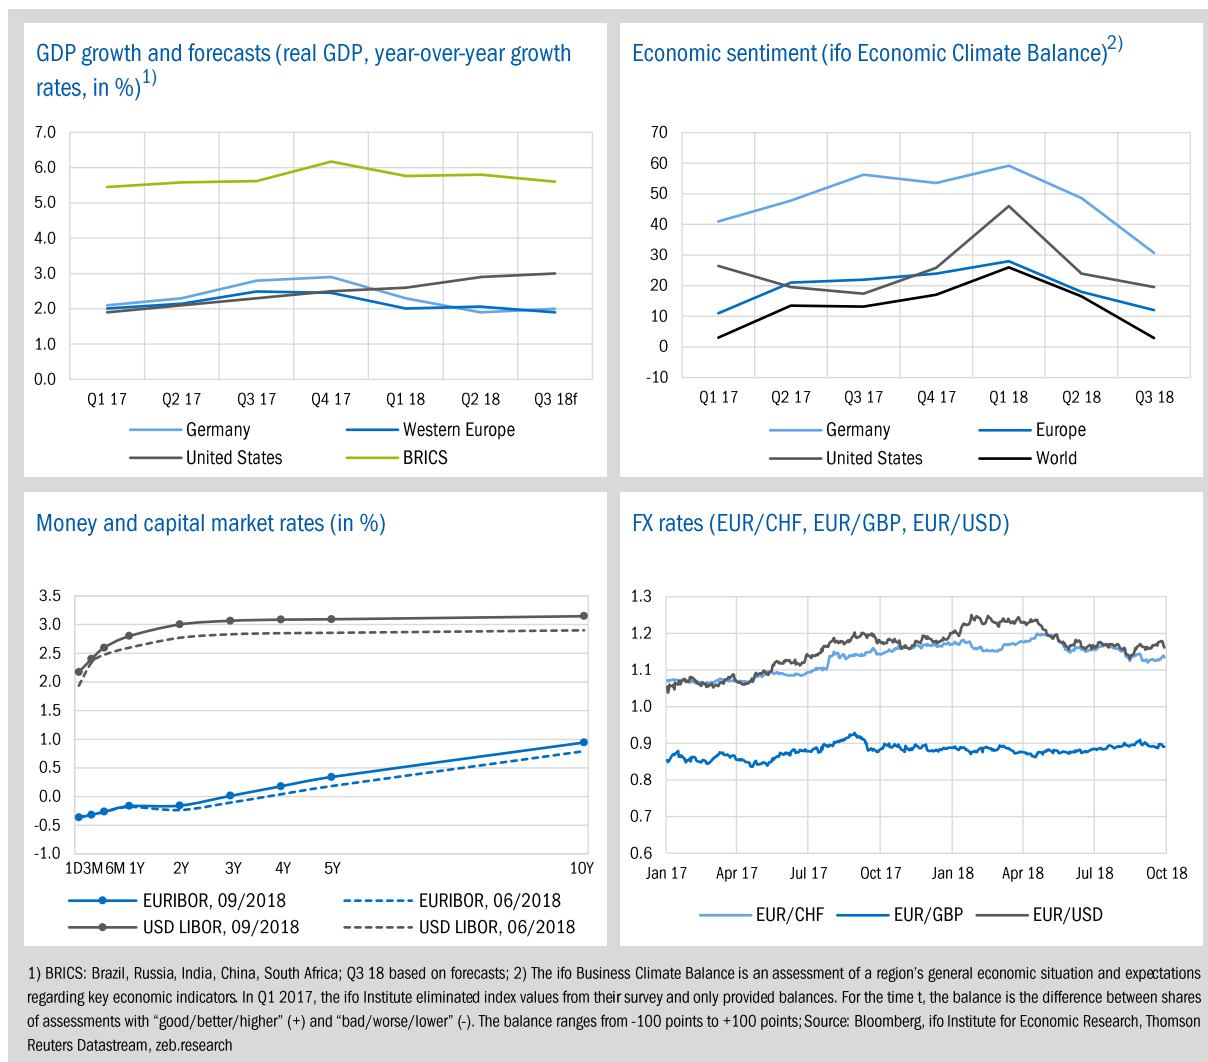 GDP growth and forecasts (real GDP, year-over-year growth
rates, in %)1)
7.0
6.0
5.0
4.0
3.0
2.0
1.0
0.0
Q1 17 Q2 17 Q3 17 Q4 17 Q1 18 Q2 18 Q3 18f
Germany Western Europe
United States BRICS
Economic sentiment (ifo Economic Climate Balance)2)
70
60
50
40
30
20
10
0
-10
Q1 17 Q2 17 Q3 17 Q4 17 Q1 18 Q2 18 Q3 18
Germany Europe
United States World
Money and capital market rates (in %)
3.5
3.0
2.5
2.0
1.5
1.0
0.5
0.0
-0.5
-1.0
1D 3M 6M 1Y 2Y 3Y 4Y 5Y 10Y
EURIBOR, 09/2018 EURIBOR, 06/2018
USD LIBOR, 09/2018 USD LIBOR, 06/2018
FX rates (EUR/CHF, EUR/GBP, EUR/USD)
1.3
1.2
1.1
1.0
0.9
0.8
0.7
0.6
Jan 17 Apr 17 Jul 17 Oct 17 Jan 18 Apr 18 Jul 18 Oct 18
EUR/CHF EUR/GBP EUR/USD
1) BRICS: Brazil, Russia, India, China, South Africa; Q3 18 based on forecasts; 2) The ifo Business Climate Balance is an assessment of a region's general economic situation and expectations
regarding key economic indicators. In Q1 2017, the ifo Institute eliminated index values from their survey and only provided balances. For the time t, the balance is the difference between shares
of assessments with “good/better/higher” (+) and “bad/worse/lower” (-). The balance ranges from -100 points to +100 points; Source: Bloomberg, ifo Institute for Economic Research, Thomson
Reuters Datastream, zeb.research